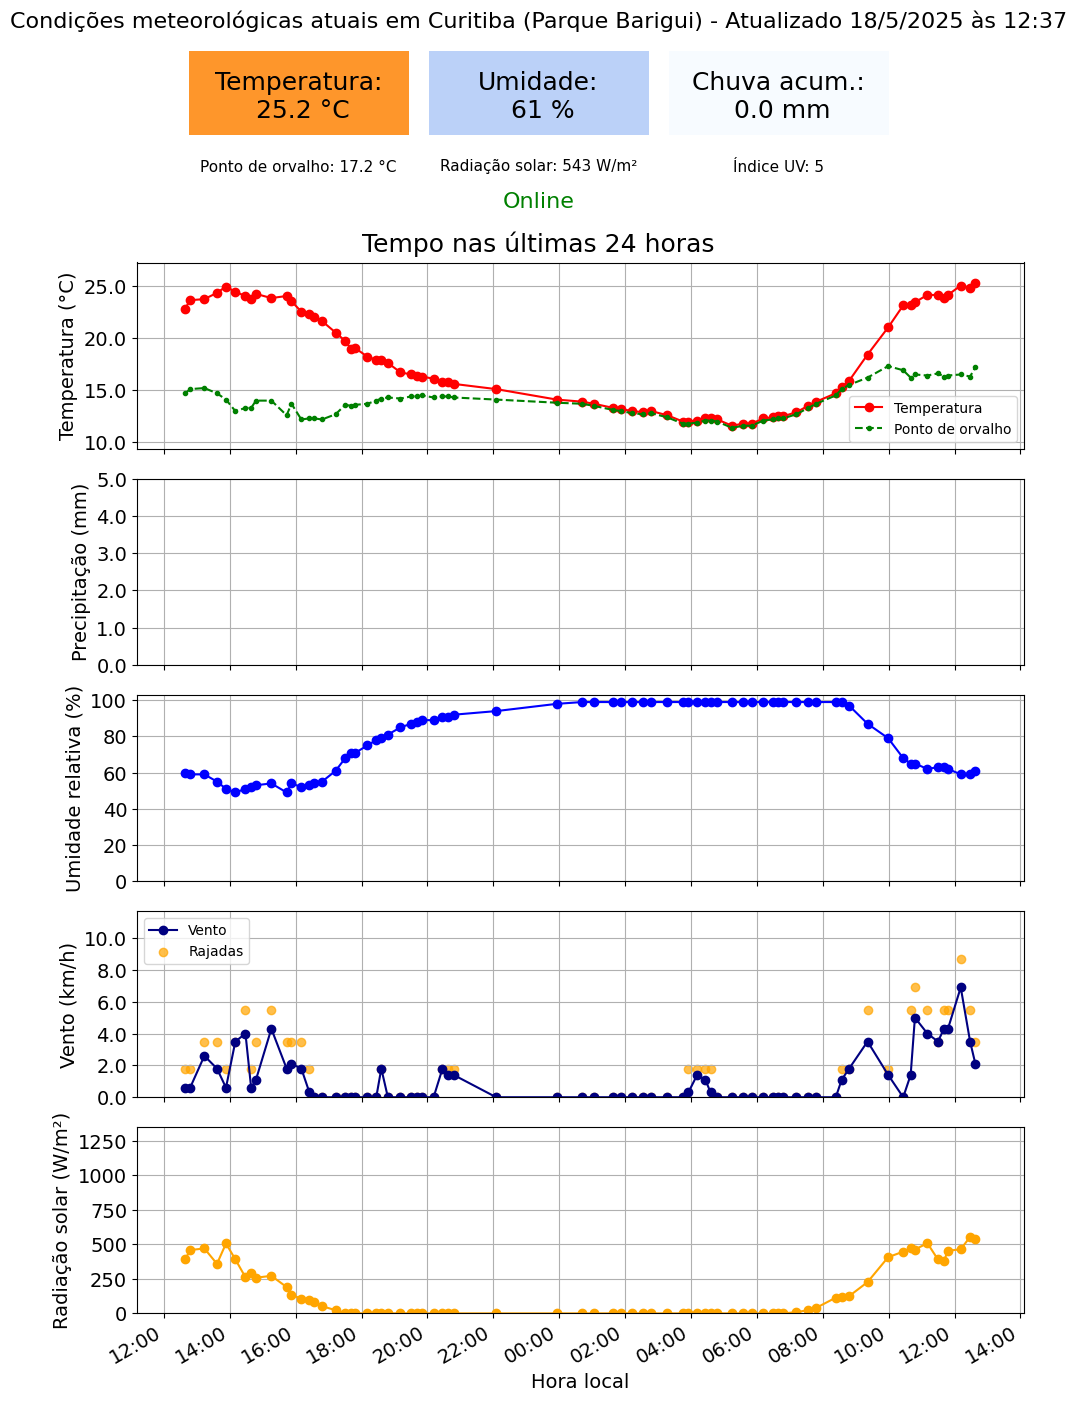 Condições meteorológicas atuais em Curitiba (Parque Barigui) - Atualizado 18/5/2025 às 12:37
Temperatura:
25.2 °C
Umidade:
61 %
Chuva acum.:
0.0 mm
Ponto de orvalho: 17.2 °C
Radiação solar: 543 W/m²
Índice UV: 5
Online
Tempo nas últimas 24 horas
Temperatura (°C)
25.0
20.0
15.0
10.0
Temperatura
Ponto de orvalho
Precipitação (mm)
5.0
4.0
3.0
2.0
1.0
0.0
Umidade relativa (%)
100
80
60
40
20
0
Vento (km/h)
10.0
8.0
6.0
4.0
2.0
0.0
Vento
Rajadas
Radiação solar (W/m²)
1250
1000
750
500
250
0
12:00
14:00
16:00
18:00
20:00
22:00
00:00
02:00
04:00
06:00
08:00
10:00
12:00
14:00
Hora local